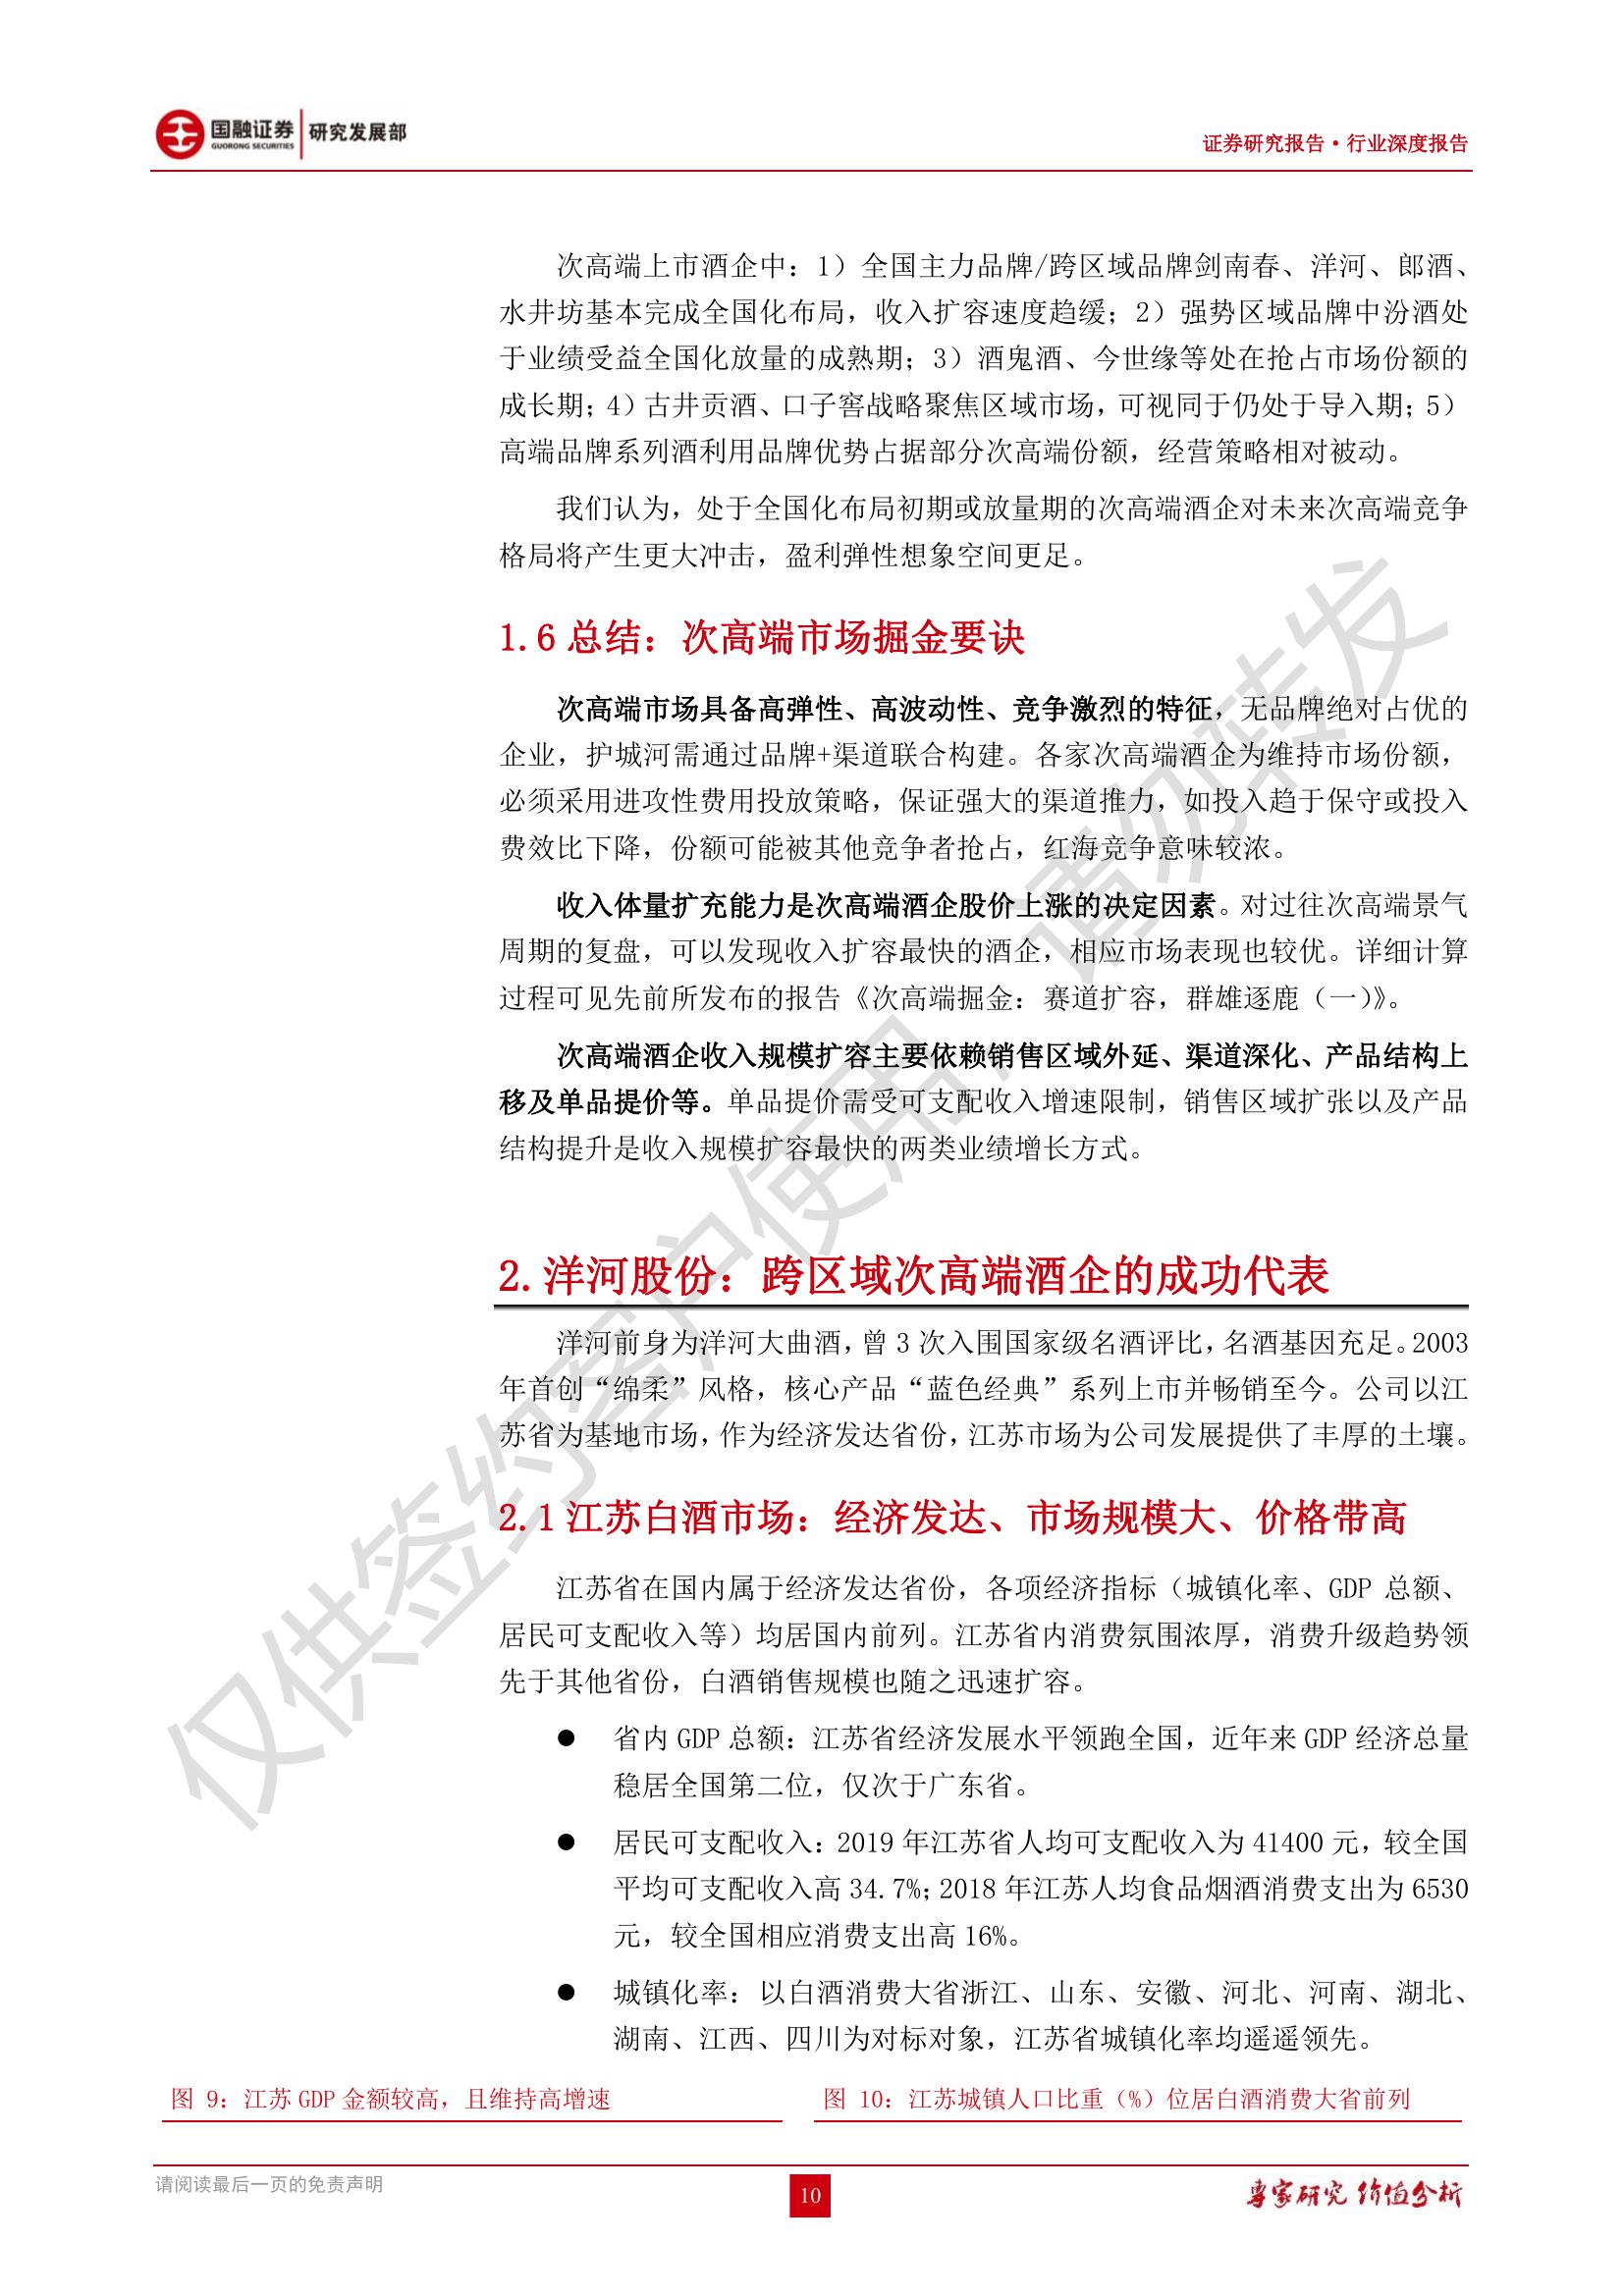 国融证券
GUORONG SECURITIES
研究发展部
证券研究报告·行业深度报告
次高端上市酒企中：1）全国主力品牌/跨区域品牌剑南春、洋河、郎酒、
水井坊基本完成全国化布局，收入扩容速度趋缓；2）强势区域品牌中汾酒处
于业绩受益全国化放量的成熟期；3）酒鬼酒、今世缘等处在抢占市场份额的
成长期；4）古井贡酒、口子窖战略聚焦区域市场，可视同于仍处于导入期；5）
高端品牌系列酒利用品牌优势占据部分次高端份额，经营策略相对被动。
我们认为，处于全国化布局初期或放量期的次高端酒企对未来次高端竞争
格局将产生更大冲击，盈利弹性想象空间更足。
1.6 总结：次高端市场掘金要诀
次高端市场具备高弹性、高波动性、竞争激烈的特征，无品牌绝对占优的
企业，护城河需通过品牌+渠道联合构建。各家次高端酒企为维持市场份额，
必须采用进攻性费用投放策略，保证强大的渠道推力，如投入趋于保守或投入
费效比下降，份额可能被其他竞争者抢占，红海竞争意味较浓。
收入体量扩充能力是次高端酒企股价上涨的决定因素。对过往次高端景气
周期的复盘，可以发现收入扩容最快的酒企，相应市场表现也较优。详细计算
过程可见先前所发布的报告《次高端掘金：赛道扩容，群雄逐鹿（一）》。
次高端酒企收入规模扩容主要依赖销售区域外延、渠道深化、产品结构上
移及单品提价等。单品提价需受可支配收入增速限制，销售区域扩张以及产品
结构提升是收入规模扩容最快的两类业绩增长方式。
2.洋河股份：跨区域次高端酒企的成功代表
洋河前身为洋河大曲酒，曾 3 次入围国家级名酒评比，名酒基因充足。2003
年首创“绵柔”风格，核心产品“蓝色经典”系列上市并畅销至今。公司以江
苏省为基地市场，作为经济发达省份，江苏市场为公司发展提供了丰厚的土壤。
2.1 江苏白酒市场：经济发达、市场规模大、价格带高
江苏省在国内属于经济发达省份，各项经济指标（城镇化率、GDP 总额、
居民可支配收入等）均居国内前列。江苏省内消费氛围浓厚，消费升级趋势领
先于其他省份，白酒销售规模也随之迅速扩容。
● 省内 GDP 总额：江苏省经济发展水平领跑全国，近年来 GDP 经济总量
稳居全国第二位，仅次于广东省。
● 居民可支配收入：2019 年江苏省人均可支配收入为 41400 元，较全国
平均可支配收入高 34.7%；2018 年江苏人均食品烟酒消费支出为 6530
元，较全国相应消费支出高 16%。
● 城镇化率：以白酒消费大省浙江、山东、安徽、河北、河南、湖北、
湖南、江西、四川为对标对象，江苏省城镇化率均遥遥领先。
图 9：江苏 GDP 金额较高，且维持高增速
图 10：江苏城镇人口比重（%）位居白酒消费大省前列
请阅读最后一页的免责声明
10
专家研究 价值分析
仅供签约客户使用，请勿转发